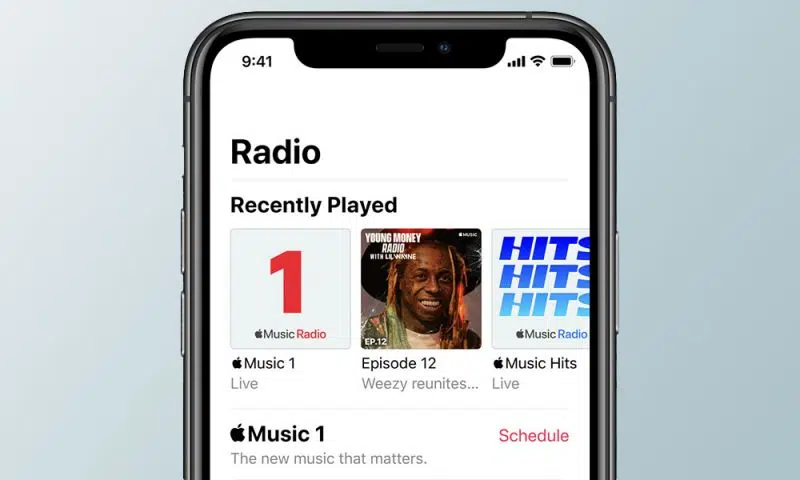 9:41
Radio
Recently Played
1
Music Radio
YOUNG MONEY
RADIO
WITH LIL WAYNE
MUSIC
EP.12
HITS
HITS
HITS
Music Radio
Music 1
Live
Episode 12
Weezy reunites...
Music Hits
Live
Music 1
Schedule
The new music that matters.